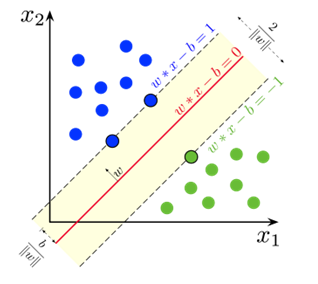 x₂
2
‖w‖
w * x − b = 1
w * x − b = 0
w * x − b = −1
w
b
‖w‖
x₁